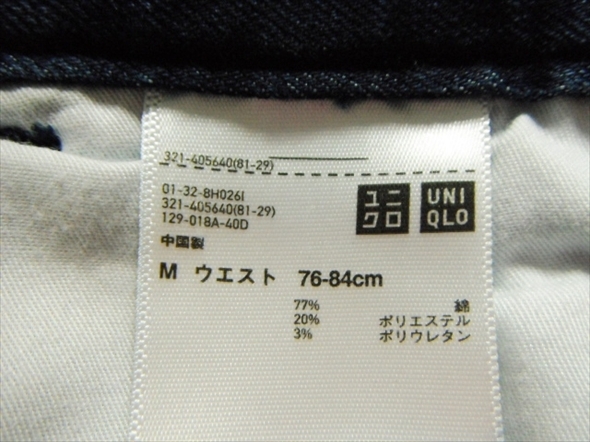 321-405640(81-29)
01-32-8H026I
321-405640(81-29)
129-018A-40D
中国製
ユニクロ
UNIQLO
M ウエスト 76-84cm
77% 綿
20% ポリエステル
3% ポリウレタン